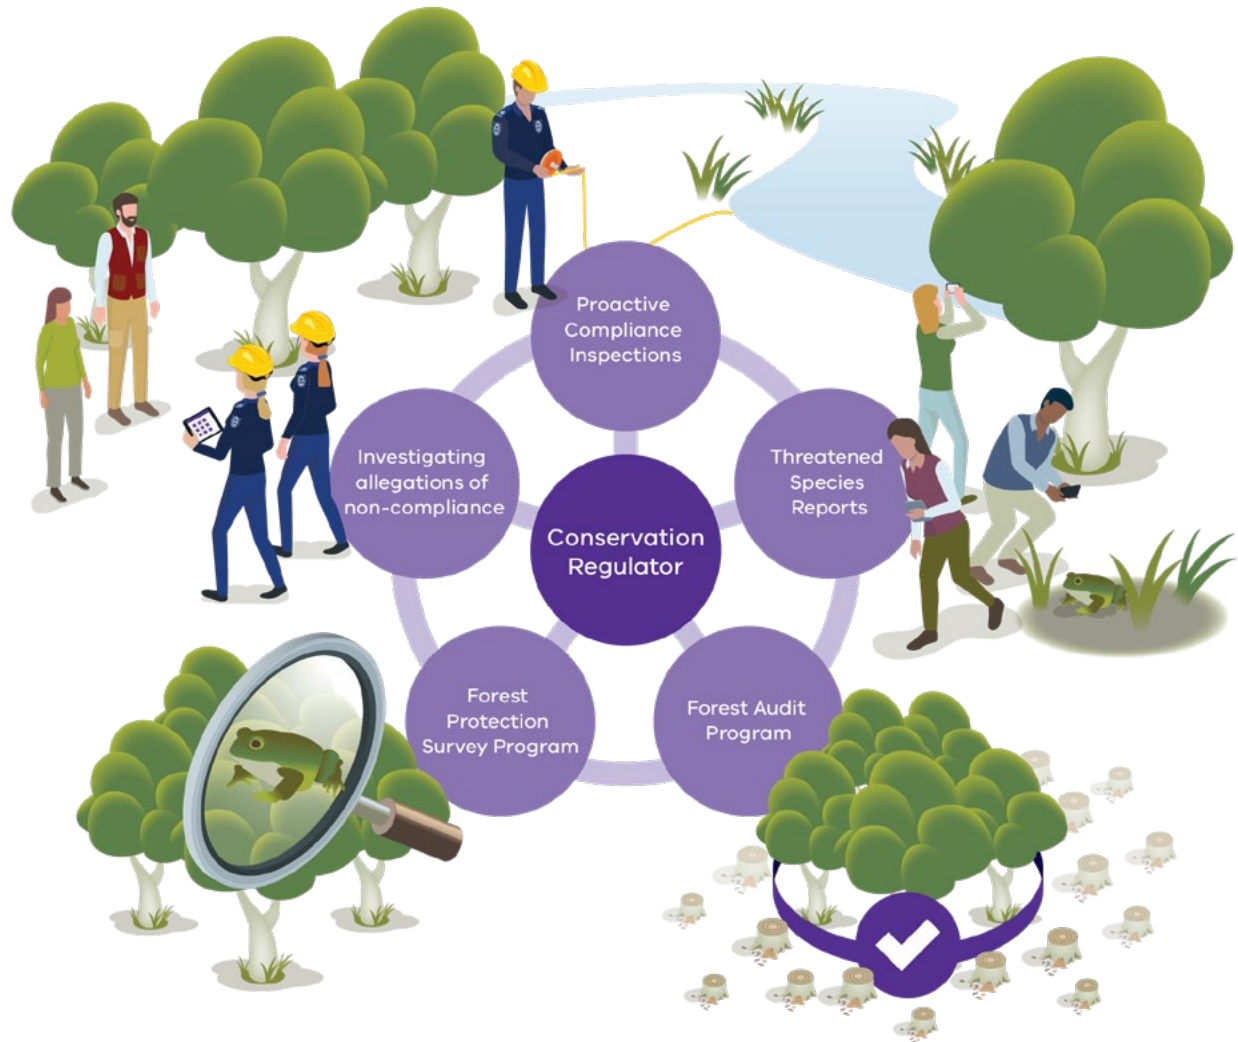 Proactive
Compliance
Inspections
Investigating
allegations of
non-compliance
Threatened
Species
Reports
Conservation
Regulator
Forest
Protection
Survey Program
Forest Audit
Program